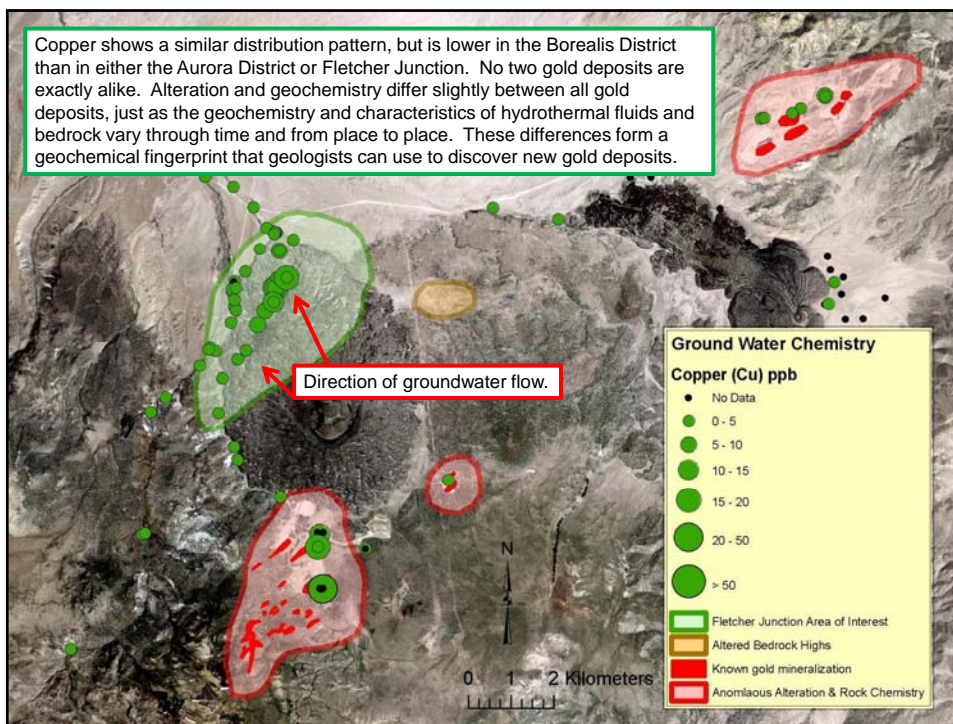 Copper shows a similar distribution pattern, but is lower in the Borealis District
than in either the Aurora District or Fletcher Junction.  No two gold deposits are
exactly alike.  Alteration and geochemistry differ slightly between all gold
deposits, just as the geochemistry and characteristics of hydrothermal fluids and
bedrock vary through time and from place to place.  These differences form a
geochemical fingerprint that geologists can use to discover new gold deposits.
Direction of groundwater flow.
Ground Water Chemistry
Copper (Cu) ppb
No Data
0 - 5
5 - 10
10 - 15
15 - 20
20 - 50
> 50
Fletcher Junction Area of Interest
Altered Bedrock Highs
Known gold mineralization
Anomlaous Alteration & Rock Chemistry
N
0 1 2 Kilometers